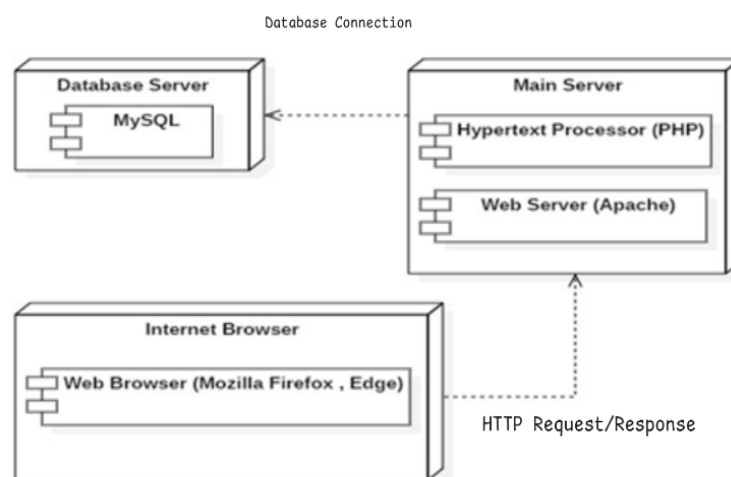 Database Connection
Database Server
MySQL
Main Server
Hypertext Processor (PHP)
Web Server (Apache)
Internet Browser
Web Browser (Mozilla Firefox , Edge)
HTTP Request/Response